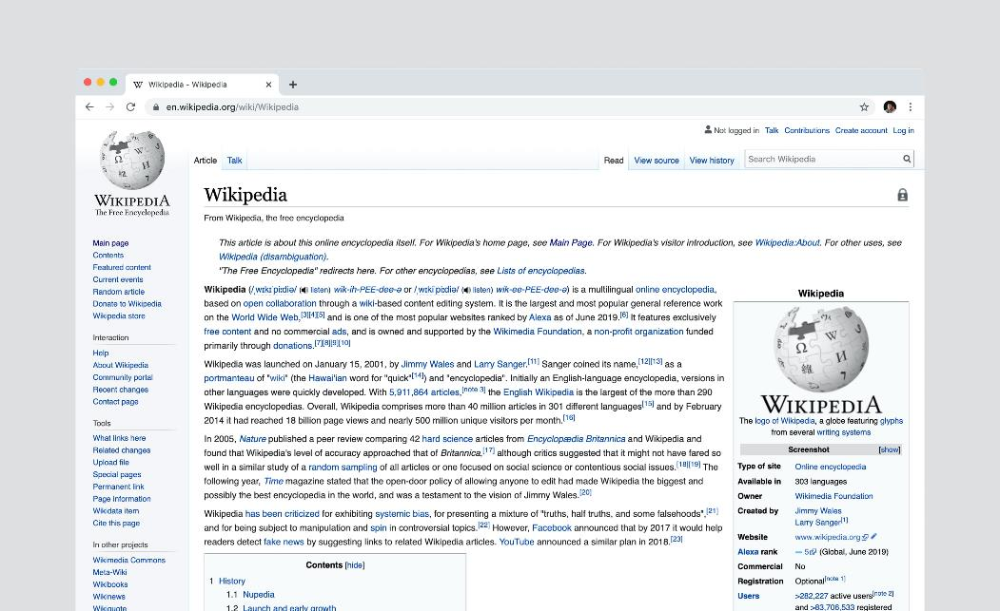 Wikipedia - Wikipedia
en.wikipedia.org/wiki/Wikipedia
Not logged in Talk Contributions Create account Log in
Article Talk
Read View source View history Search Wikipedia
WIKIPEDIA
The Free Encyclopedia
Main page
Contents
Featured content
Current events
Random article
Donate to Wikipedia
Wikipedia store
Interaction
Help
About Wikipedia
Community portal
Recent changes
Contact page
Tools
What links here
Related changes
Upload file
Special pages
Permanent link
Page information
Wikidata item
Cite this page
In other projects
Wikimedia Commons
Meta-Wiki
Wikibooks
Wikinews
Wikiquote
Wikipedia
From Wikipedia, the free encyclopedia
This article is about this online encyclopedia itself. For Wikipedia's home page, see Main Page. For Wikipedia's visitor introduction, see Wikipedia:About. For other uses, see
Wikipedia (disambiguation).
"The Free Encyclopedia" redirects here. For other encyclopedias, see Lists of encyclopedias.
Wikipedia (/ˌwɪkɪˈpiːdiə/ (listen) wik-ih-PEE-dee-ə or /ˌwɪkiˈpiːdiə/ (listen) wik-ee-PEE-dee-ə) is a multilingual online encyclopedia,
based on open collaboration through a wiki-based content editing system. It is the largest and most popular general reference work
on the World Wide Web,[3][4][5] and is one of the most popular websites ranked by Alexa as of June 2019.[6] It features exclusively
free content and no commercial ads, and is owned and supported by the Wikimedia Foundation, a non-profit organization funded
primarily through donations.[7][8][9][10]
Wikipedia was launched on January 15, 2001, by Jimmy Wales and Larry Sanger.[11] Sanger coined its name,[12][13] as a
portmanteau of "wiki" (the Hawai'ian word for "quick"[14]) and "encyclopedia". Initially an English-language encyclopedia, versions in
other languages were quickly developed. With 5,911,864 articles,[note 3] the English Wikipedia is the largest of the more than 290
Wikipedia encyclopedias. Overall, Wikipedia comprises more than 40 million articles in 301 different languages[15] and by February
2014 it had reached 18 billion page views and nearly 500 million unique visitors per month.[16]
In 2005, Nature published a peer review comparing 42 hard science articles from Encyclopædia Britannica and Wikipedia and
found that Wikipedia's level of accuracy approached that of Britannica,[17] although critics suggested that it might not have fared so
well in a similar study of a random sampling of all articles or one focused on social science or contentious social issues.[18][19] The
following year, Time magazine stated that the open-door policy of allowing anyone to edit had made Wikipedia the biggest and
possibly the best encyclopedia in the world, and was a testament to the vision of Jimmy Wales.[20]
Wikipedia has been criticized for exhibiting systemic bias, for presenting a mixture of "truths, half truths, and some falsehoods",[21]
and for being subject to manipulation and spin in controversial topics.[22] However, Facebook announced that by 2017 it would help
readers detect fake news by suggesting links to related Wikipedia articles. YouTube announced a similar plan in 2018.[23]
Contents [hide]
1 History
1.1 Nupedia
1.2 Launch and early growth
Wikipedia
WIKIPEDIA
The logo of Wikipedia, a globe featuring glyphs
from several writing systems
Screenshot [show]
Type of site Online encyclopedia
Available in 303 languages
Owner Wikimedia Foundation
Created by Jimmy Wales
Larry Sanger[1]
Website www.wikipedia.org
Alexa rank — 5 (Global, June 2019)
Commercial No
Registration Optional[note 1]
Users >282,227 active users[note 2]
and >83,706,533 registered